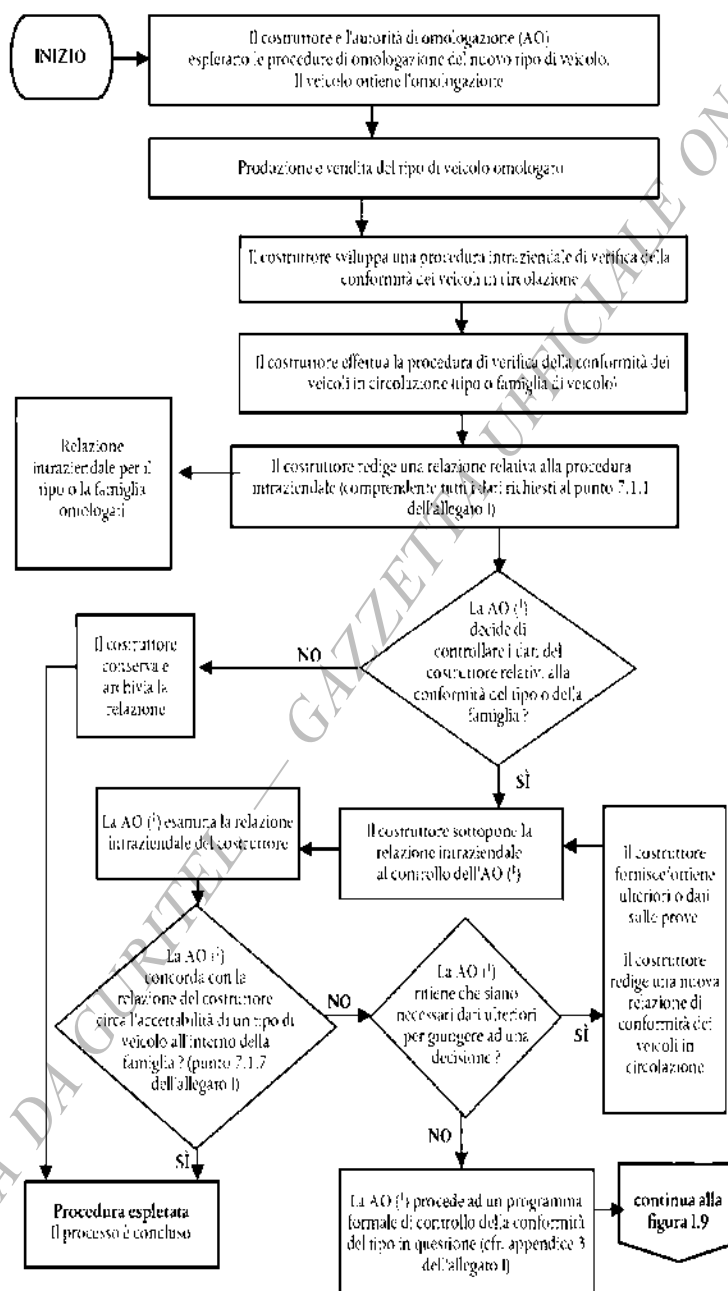 INIZIO
Il costruttore e l'autorità di omologazione (AO)
espletano le procedure di omologazione del nuovo tipo di veicolo.
Il veicolo ottiene l'omologazione
Produzione e vendita del tipo di veicolo omologato
Il costruttore sviluppa una procedura intraziendale di verifica della
conformità dei veicoli in circolazione
Il costruttore effettua la procedura di verifica della conformità dei
veicoli in circolazione (tipo o famiglia di veicolo)
Relazione
intraziendale per il
tipo o la famiglia
omologati
Il costruttore redige una relazione relativa alla procedura
intraziendale (comprendente tutti i dati richiesti al punto 7.1.1
dell'allegato I)
La AO (¹)
decide di
controllare i dati del
costruttore relativi alla
conformità del tipo o della
famiglia ?
NO
Il costruttore
conserva e
archivia la
relazione
SÌ
La AO (¹) esamina la relazione
intraziendale del costruttore
Il costruttore sottopone la
relazione intraziendale
al controllo dell'AO (¹)
il costruttore
fornisce/ottiene
ulteriori o dati
sulle prove
Il costruttore
redige una nuova
relazione di
conformità dei
veicoli in
circolazione
La AO (¹)
concorda con la
relazione del costruttore
circa l'accettabilità di un tipo di
veicolo all'interno della
famiglia ? (punto 7.1.7
dell'allegato I)
NO
La AO (¹)
ritiene che siano
necessari dati ulteriori
per giungere ad una
decisione ?
SÌ
SÌ
NO
Procedura espletata
Il processo è concluso
La AO (¹) procede ad un programma
formale di controllo della conformità
del tipo in questione (cfr. appendice 3
dell'allegato I)
continua alla
figura I.9
A DA GURITEL — GAZZETTA UFFICIALE ON